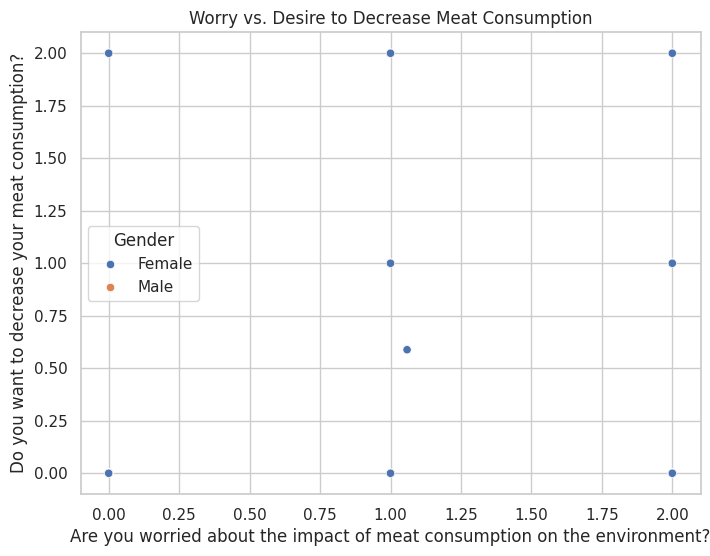 Worry vs. Desire to Decrease Meat Consumption
Do you want to decrease your meat consumption?
2.00
1.75
1.50
1.25
1.00
0.75
0.50
0.25
0.00
Gender
Female
Male
0.00 0.25 0.50 0.75 1.00 1.25 1.50 1.75 2.00
Are you worried about the impact of meat consumption on the environment?